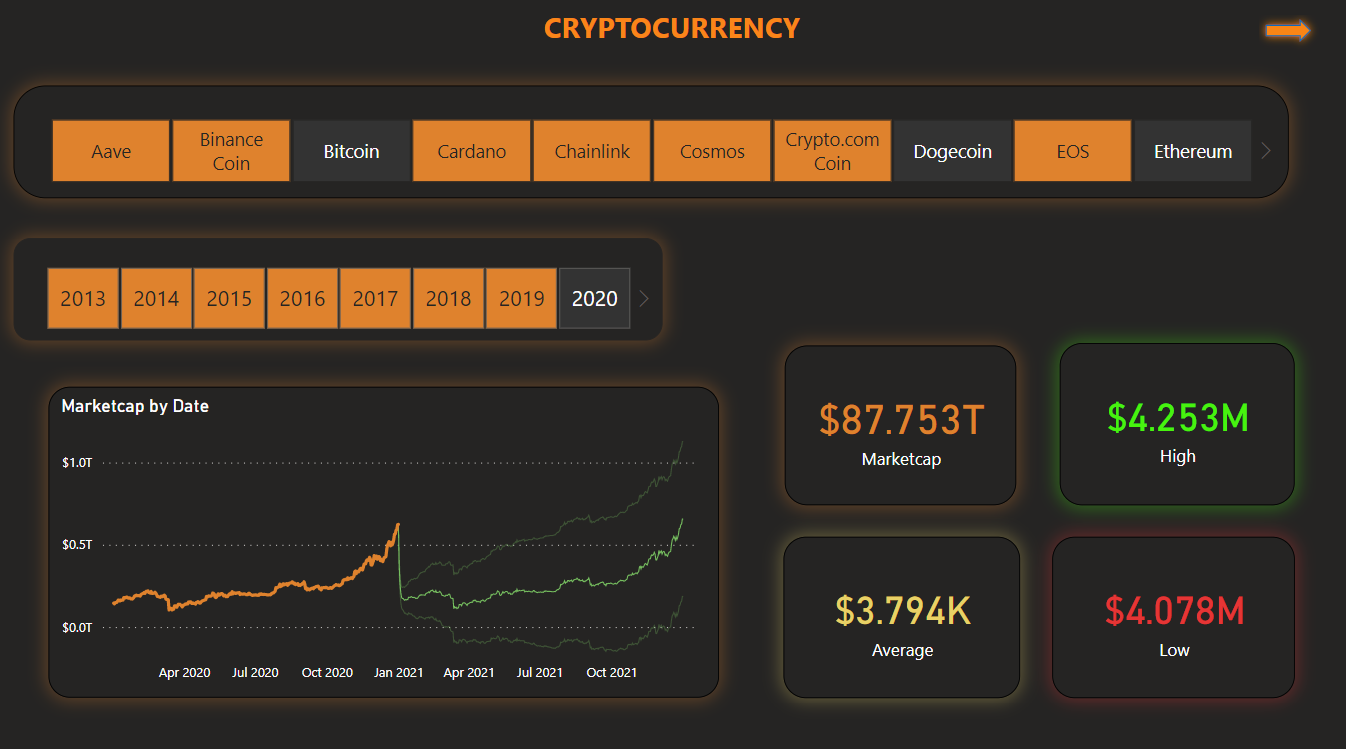 CRYPTOCURRENCY
Aave
Binance
Coin
Bitcoin
Cardano
Chainlink
Cosmos
Crypto.com
Coin
Dogecoin
EOS
Ethereum
2013
2014
2015
2016
2017
2018
2019
2020
Marketcap by Date
$1.0T
$0.5T
$0.0T
Apr 2020
Jul 2020
Oct 2020
Jan 2021
Apr 2021
Jul 2021
Oct 2021
$87.753T
Marketcap
$4.253M
High
$3.794K
Average
$4.078M
Low